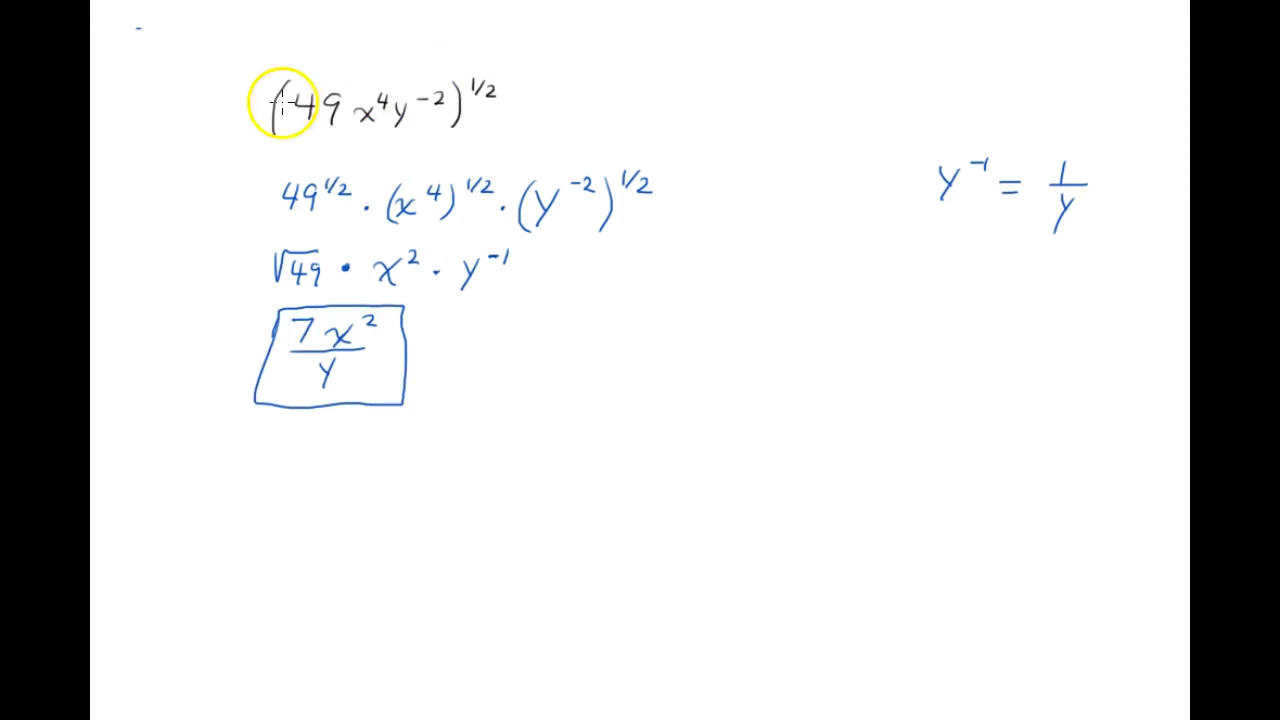 (49x⁴y⁻²)^1/2
49^1/2 · (x⁴)^1/2 · (y⁻²)^1/2
y⁻¹ = 1/y
√49 · x² · y⁻¹
7x²/y